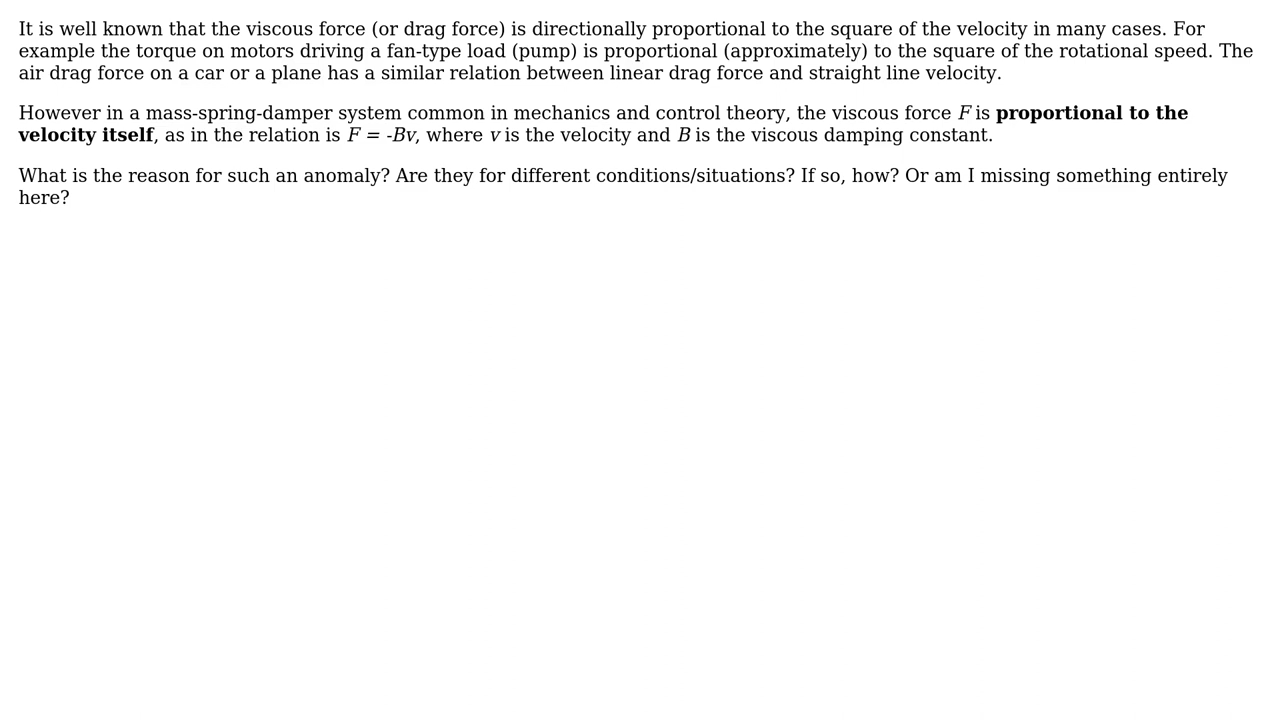 It is well known that the viscous force (or drag force) is directionally proportional to the square of the velocity in many cases. For
example the torque on motors driving a fan-type load (pump) is proportional (approximately) to the square of the rotational speed. The
air drag force on a car or a plane has a similar relation between linear drag force and straight line velocity.
However in a mass-spring-damper system common in mechanics and control theory, the viscous force F is proportional to the
velocity itself, as in the relation is F = -Bv, where v is the velocity and B is the viscous damping constant.
What is the reason for such an anomaly? Are they for different conditions/situations? If so, how? Or am I missing something entirely
here?